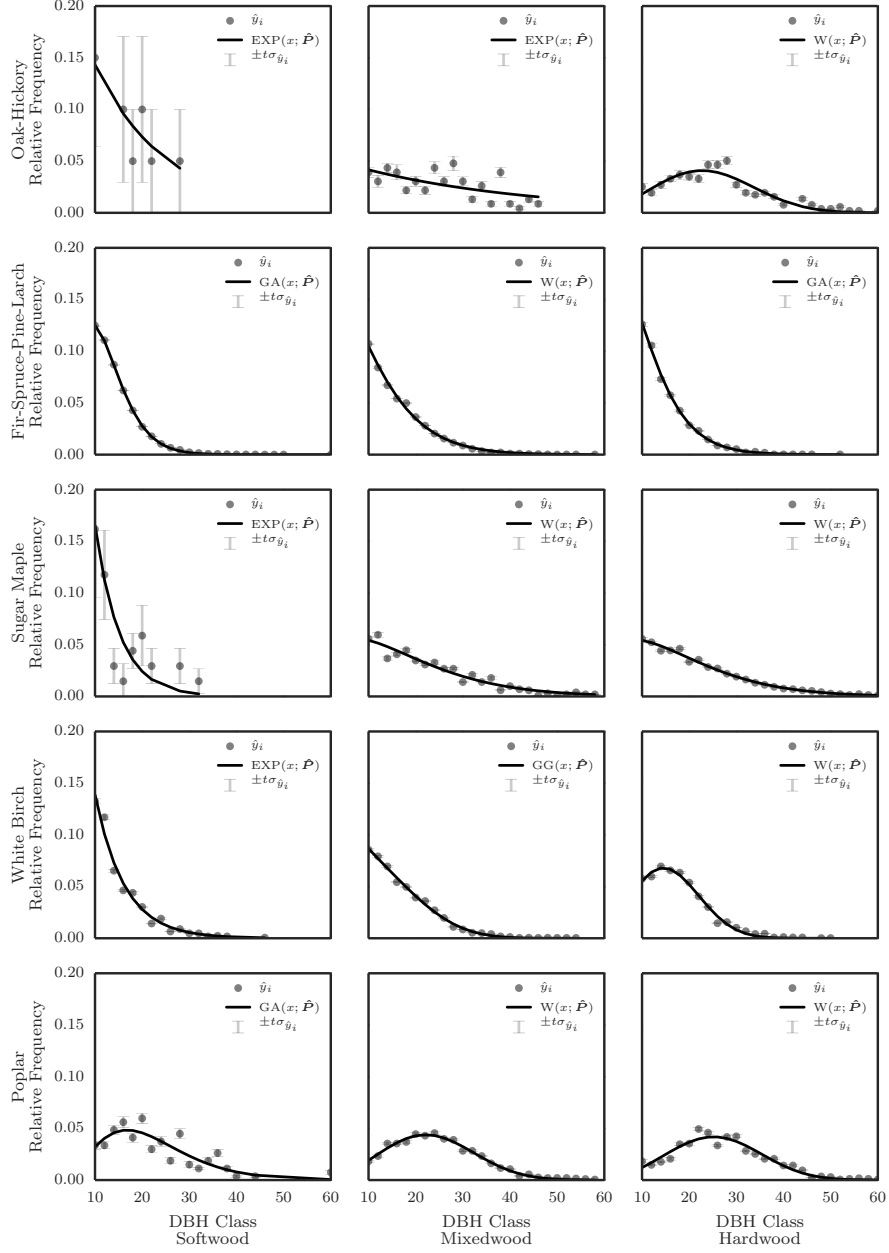 Oak-Hickory
Relative Frequency
0.20
0.15
0.10
0.05
0.00
ŷᵢ
EXP(x; P̂)
±tσŷᵢ
ŷᵢ
EXP(x; P̂)
±tσŷᵢ
ŷᵢ
W(x; P̂)
±tσŷᵢ
Fir-Spruce-Pine-Larch
Relative Frequency
0.20
0.15
0.10
0.05
0.00
ŷᵢ
GA(x; P̂)
±tσŷᵢ
ŷᵢ
W(x; P̂)
±tσŷᵢ
ŷᵢ
GA(x; P̂)
±tσŷᵢ
Sugar Maple
Relative Frequency
0.20
0.15
0.10
0.05
0.00
ŷᵢ
EXP(x; P̂)
±tσŷᵢ
ŷᵢ
W(x; P̂)
±tσŷᵢ
ŷᵢ
W(x; P̂)
±tσŷᵢ
White Birch
Relative Frequency
0.20
0.15
0.10
0.05
0.00
ŷᵢ
EXP(x; P̂)
±tσŷᵢ
ŷᵢ
GG(x; P̂)
±tσŷᵢ
ŷᵢ
W(x; P̂)
±tσŷᵢ
Poplar
Relative Frequency
0.20
0.15
0.10
0.05
0.00
ŷᵢ
GA(x; P̂)
±tσŷᵢ
ŷᵢ
W(x; P̂)
±tσŷᵢ
ŷᵢ
W(x; P̂)
±tσŷᵢ
10 20 30 40 50 60
DBH Class
Softwood
10 20 30 40 50 60
DBH Class
Mixedwood
10 20 30 40 50 60
DBH Class
Hardwood